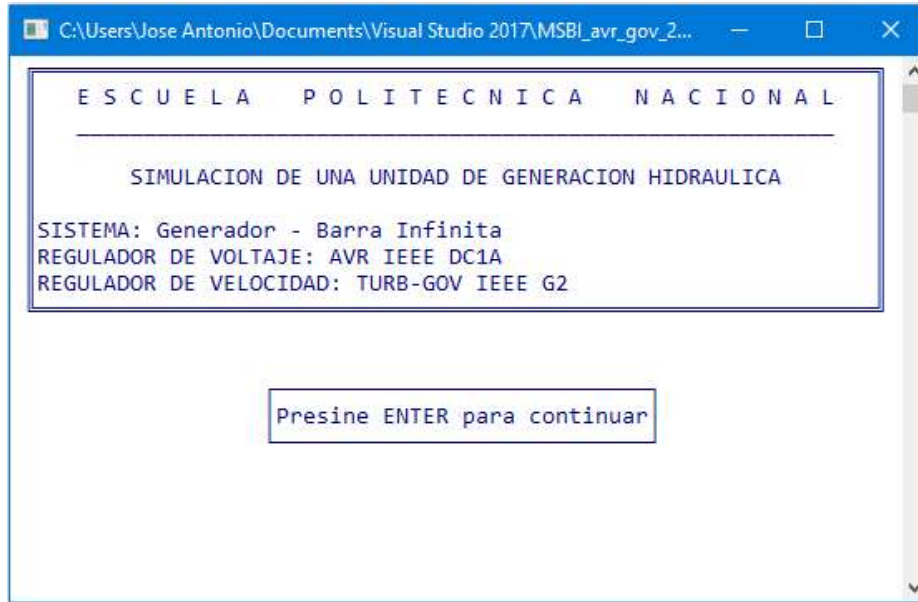 C:\Users\Jose Antonio\Documents\Visual Studio 2017\MSBI_avr_gov_2...
E S C U E L A   P O L I T E C N I C A   N A C I O N A L
SIMULACION DE UNA UNIDAD DE GENERACION HIDRAULICA
SISTEMA: Generador - Barra Infinita
REGULADOR DE VOLTAJE: AVR IEEE DC1A
REGULADOR DE VELOCIDAD: TURB-GOV IEEE G2
Presine ENTER para continuar